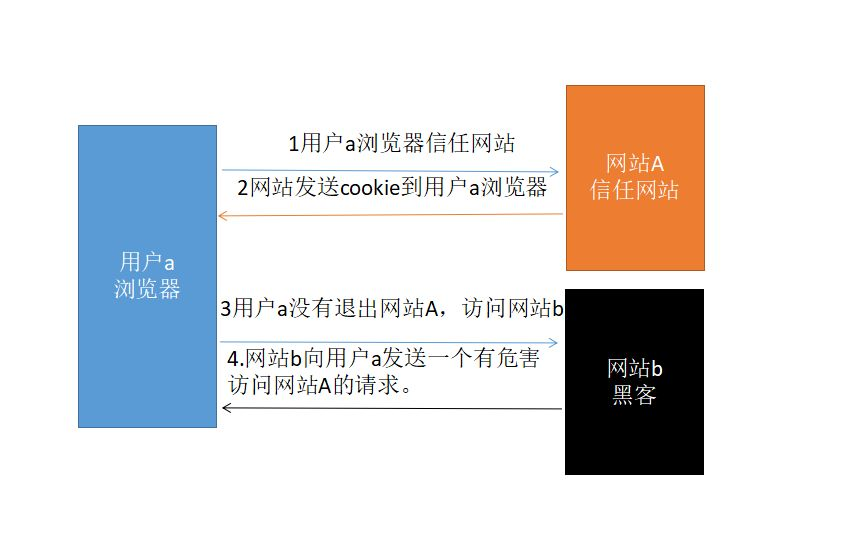 1用户a浏览器信任网站
网站A
信任网站
2网站发送cookie到用户a浏览器
用户a
浏览器
3用户a没有退出网站A，访问网站b
4.网站b向用户a发送一个有危害
访问网站A的请求。
网站b
黑客